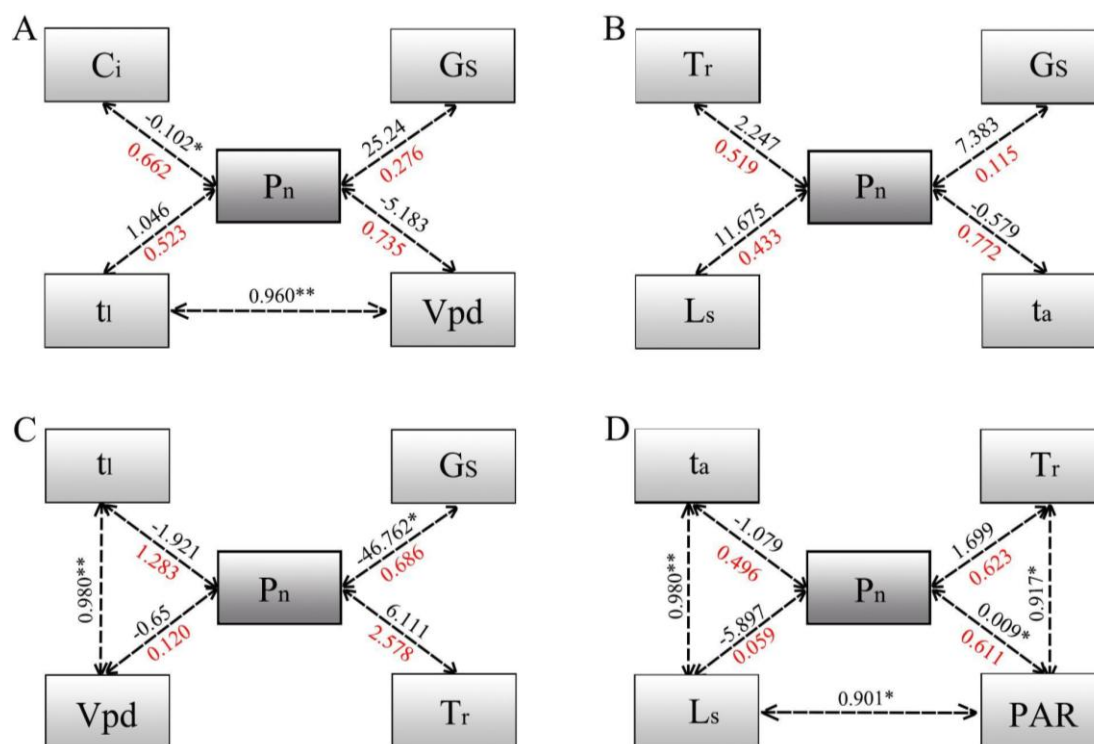 A
B
Ci
Gs
Tr
Gs
-0.102*
0.662
25.24
0.276
2.247
0.519
7.383
0.115
Pn
Pn
1.046
0.523
-5.183
0.735
11.675
0.433
-0.579
0.772
tl
0.960**
Vpd
Ls
ta
C
D
tl
Gs
ta
Tr
-1.921
1.283
-46.762*
0.686
-1.079
0.496
1.699
0.623
0.980**
Pn
0.980**
Pn
0.917*
-0.65
0.120
6.111
2.578
-5.897
0.059
0.009*
0.611
Vpd
Tr
Ls
0.901*
PAR